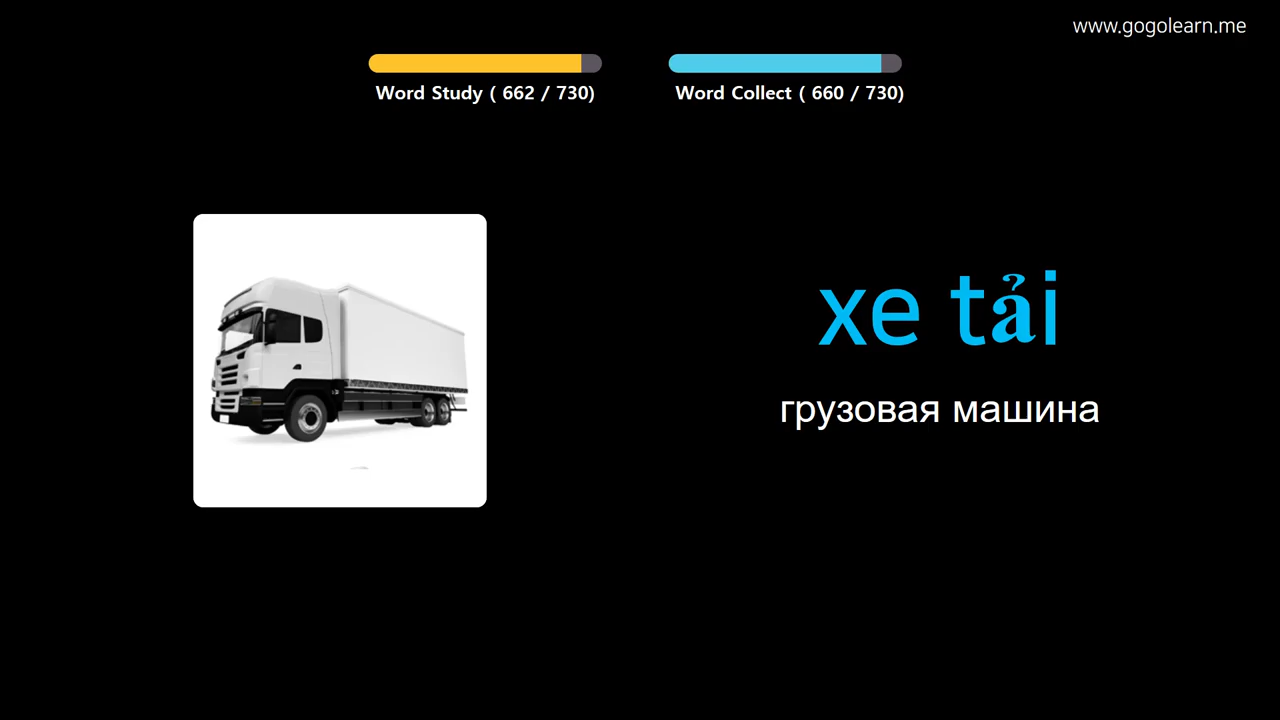 www.gogolearn.me
Word Study ( 662 / 730)
Word Collect ( 660 / 730)
xe tải
грузовая машина